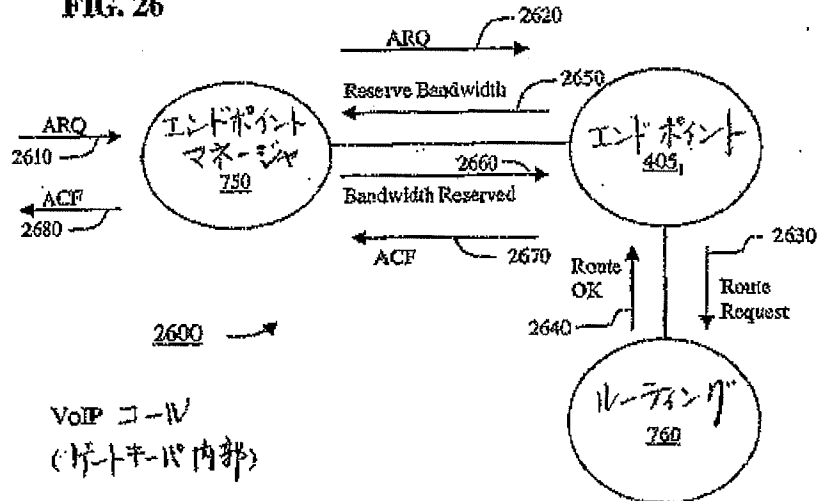 FIG. 26
ARQ
2620
Reserve Bandwidth
2650
ARQ
2610
エンドポイント
マネージャ
750
エンドポイント
405₁
2660
Bandwidth Reserved
ACF
2680
ACF
2670
2630
Route
OK
2640
Route
Request
2600
ルーティング
760
VoIP コール
(ゲートキーパ内部)